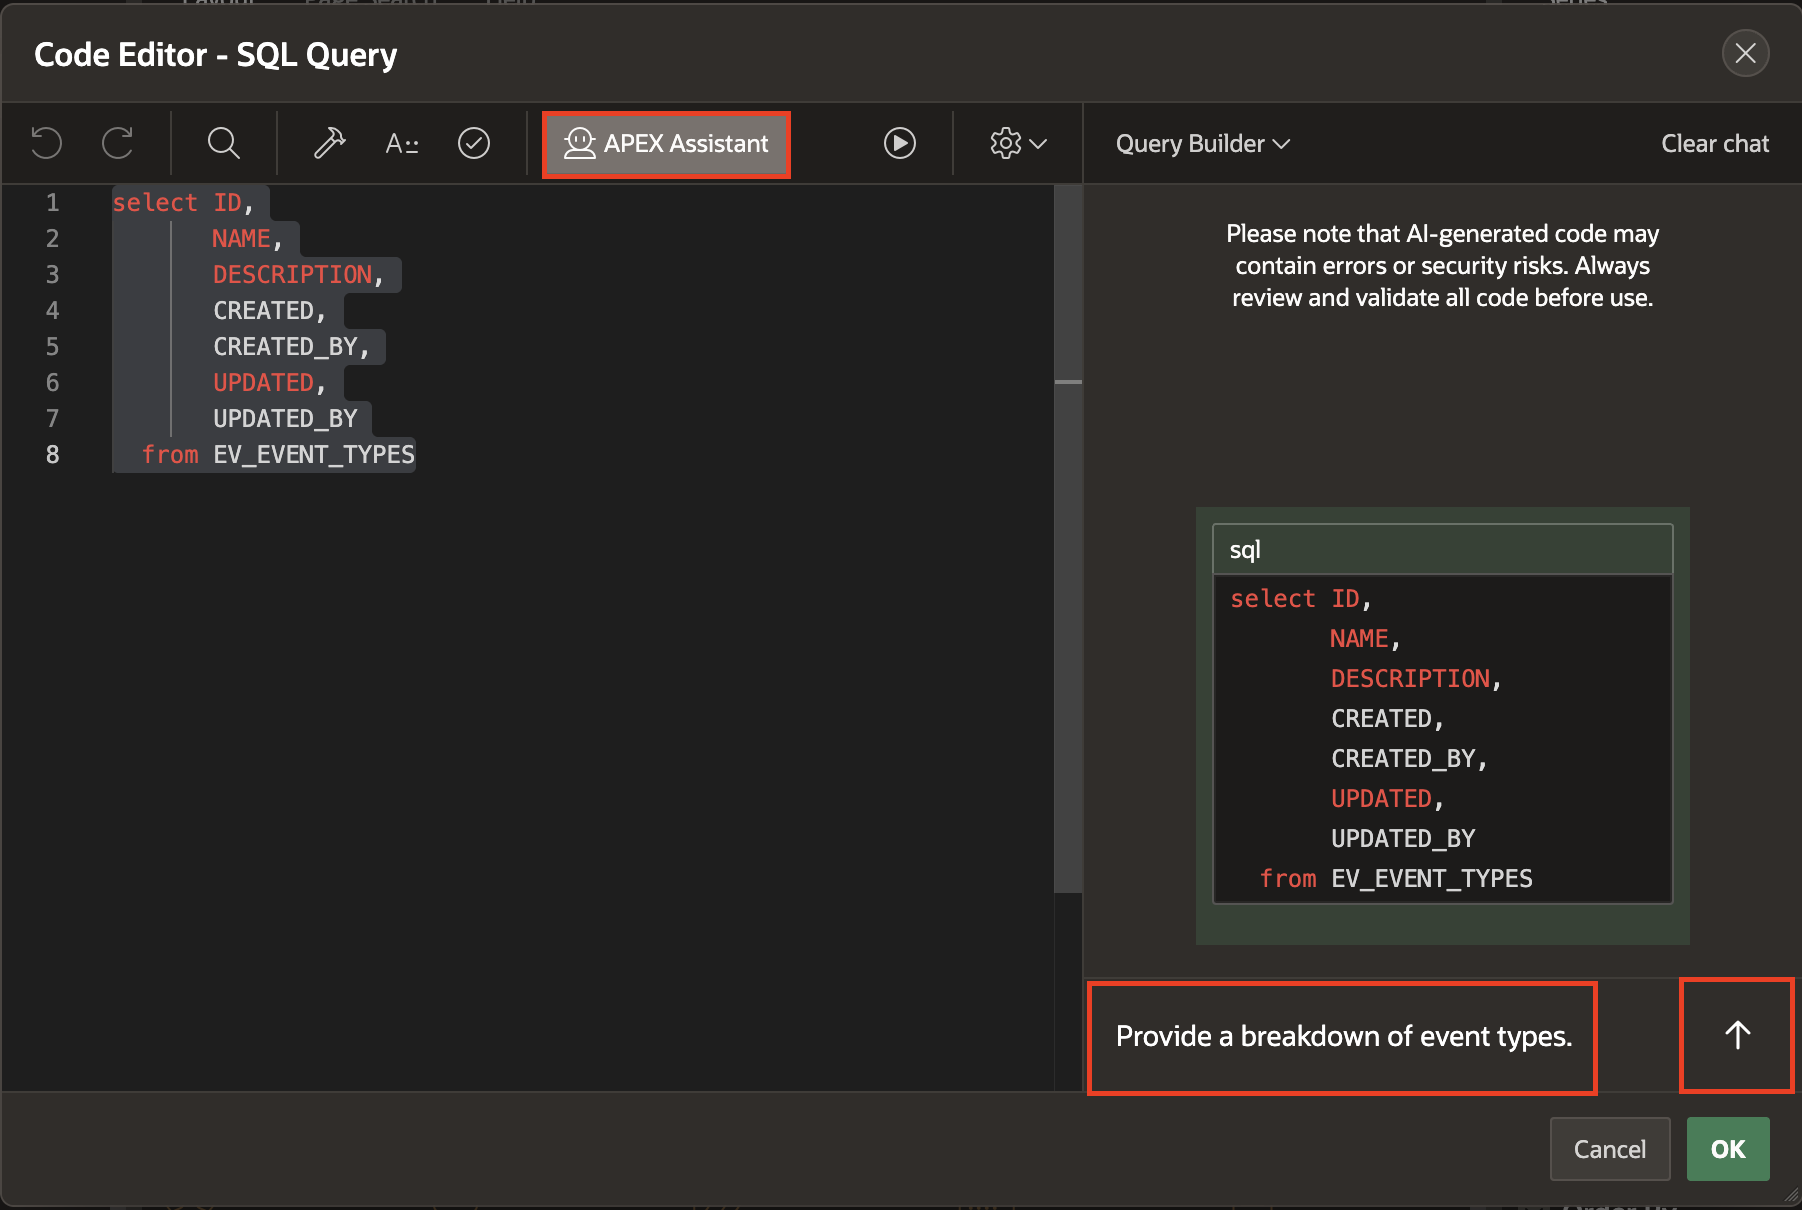 Code Editor - SQL Query
A
APEX Assistant
Query Builder
Clear chat
1 select ID,
2 NAME,
3 DESCRIPTION,
4 CREATED,
5 CREATED_BY,
6 UPDATED,
7 UPDATED_BY
8 from EV_EVENT_TYPES
Please note that AI-generated code may
contain errors or security risks. Always
review and validate all code before use.
sql
select ID,
NAME,
DESCRIPTION,
CREATED,
CREATED_BY,
UPDATED,
UPDATED_BY
from EV_EVENT_TYPES
Provide a breakdown of event types.
Cancel
OK